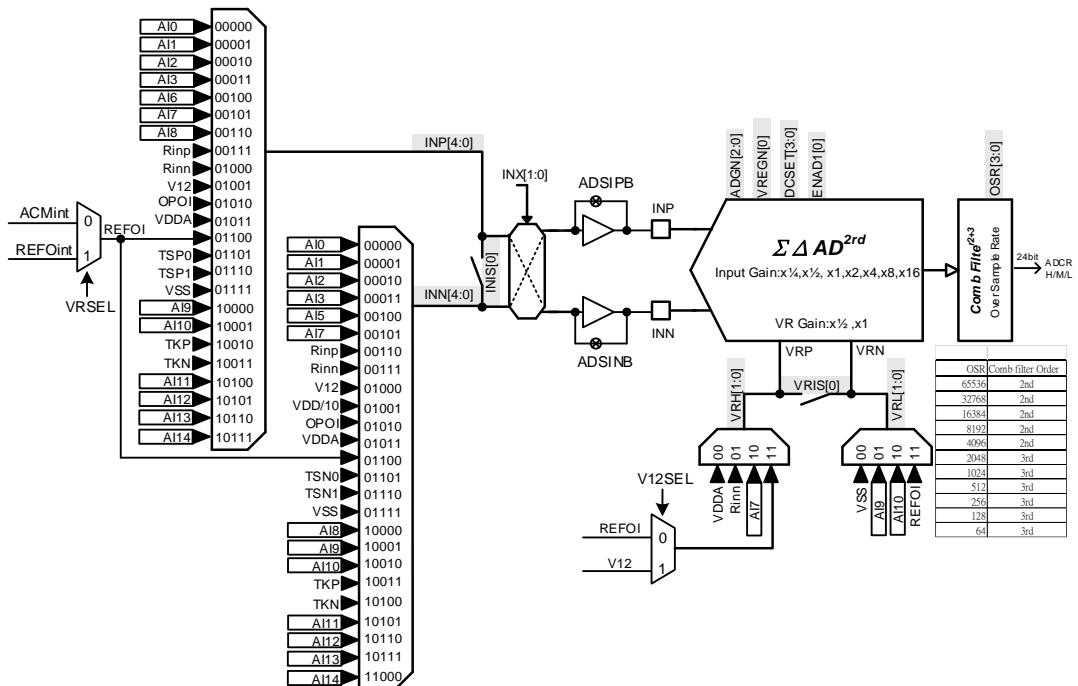 AI0 00000
AI1 00001
AI2 00010
AI3 00011
AI6 00100
AI7 00101
AI8 00110
Rinp 00111
Rinn 01000
V12 01001
OPOI 01010
VDDA 01011
REFOI 01100
TSP0 01101
TSP1 01110
VSS 01111
AI9 10000
AI10 10001
TKP 10010
TKN 10011
AI11 10100
AI12 10101
AI13 10110
AI14 10111
ACMint 0
REFOint 1
VRSEL
AI0 00000
AI1 00001
AI2 00010
AI3 00011
AI5 00100
AI7 00101
Rinp 00110
Rinn 00111
V12 01000
VDD/10 01001
OPOI 01010
VDDA 01011
01100
TSN0 01101
TSN1 01110
VSS 01111
AI8 10000
AI9 10001
AI10 10010
TKP 10011
TKN 10100
AI11 10101
AI12 10110
AI13 10111
AI14 11000
INP[4:0]
INN[4:0]
INIS[0]
INX[1:0]
ADSIPB
ADSINB
INP
INN
ADGN[2:0]
VREGN[0]
DCSET[3:0]
ENAD1[0]
ΣΔAD2rd
Input Gain:x¼,x½, x1,x2,x4,x8,x16
VR Gain:x½ ,x1
VRP
VRN
OSR[3:0]
Comb Filter2+3
Over Sample Rate
24bit
ADCR
H/M/L
VRH[1:0]
VRIS[0]
VRL[1:0]
00 01 10 11
VDDA Rinn AI7
00 01 10 11
VSS AI9 AI10 REFOI
V12SEL
REFOI 0
V12 1
OSR Comb filter Order
65536 2nd
32768 2nd
16384 2nd
8192 2nd
4096 2nd
2048 3rd
1024 3rd
512 3rd
256 3rd
128 3rd
64 3rd